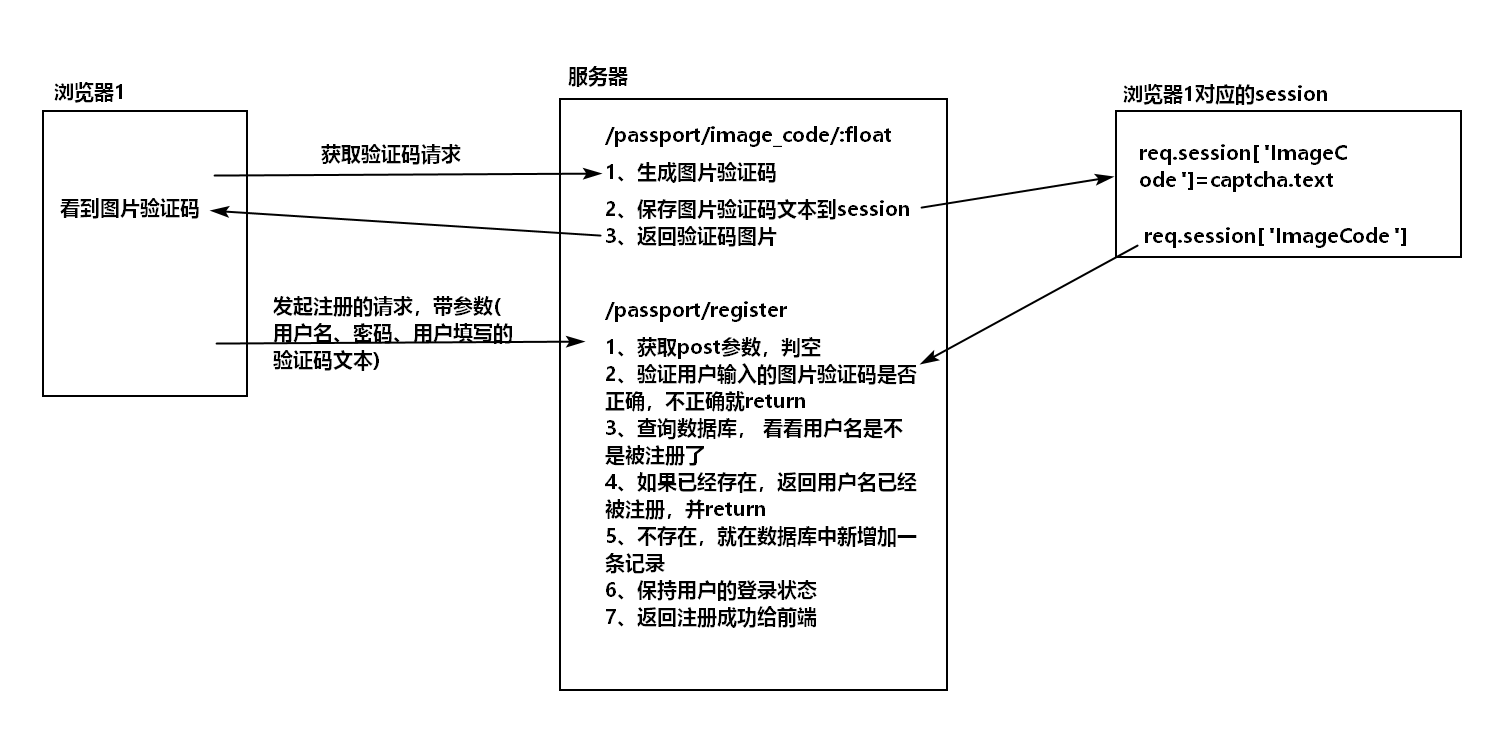 浏览器1
获取验证码请求
看到图片验证码
发起注册的请求，带参数(
用户名、密码、用户填写的
验证码文本)
服务器
/passport/image_code/:float
1、生成图片验证码
2、保存图片验证码文本到session
3、返回验证码图片
/passport/register
1、获取post参数，判空
2、验证用户输入的图片验证码是否
正确，不正确就return
3、查询数据库， 看看用户名是不
是被注册了
4、如果已经存在，返回用户名已经
被注册，并return
5、不存在，就在数据库中新增加一
条记录
6、保持用户的登录状态
7、返回注册成功给前端
浏览器1对应的session
req.session['ImageC
ode']=captcha.text
req.session['ImageCode']